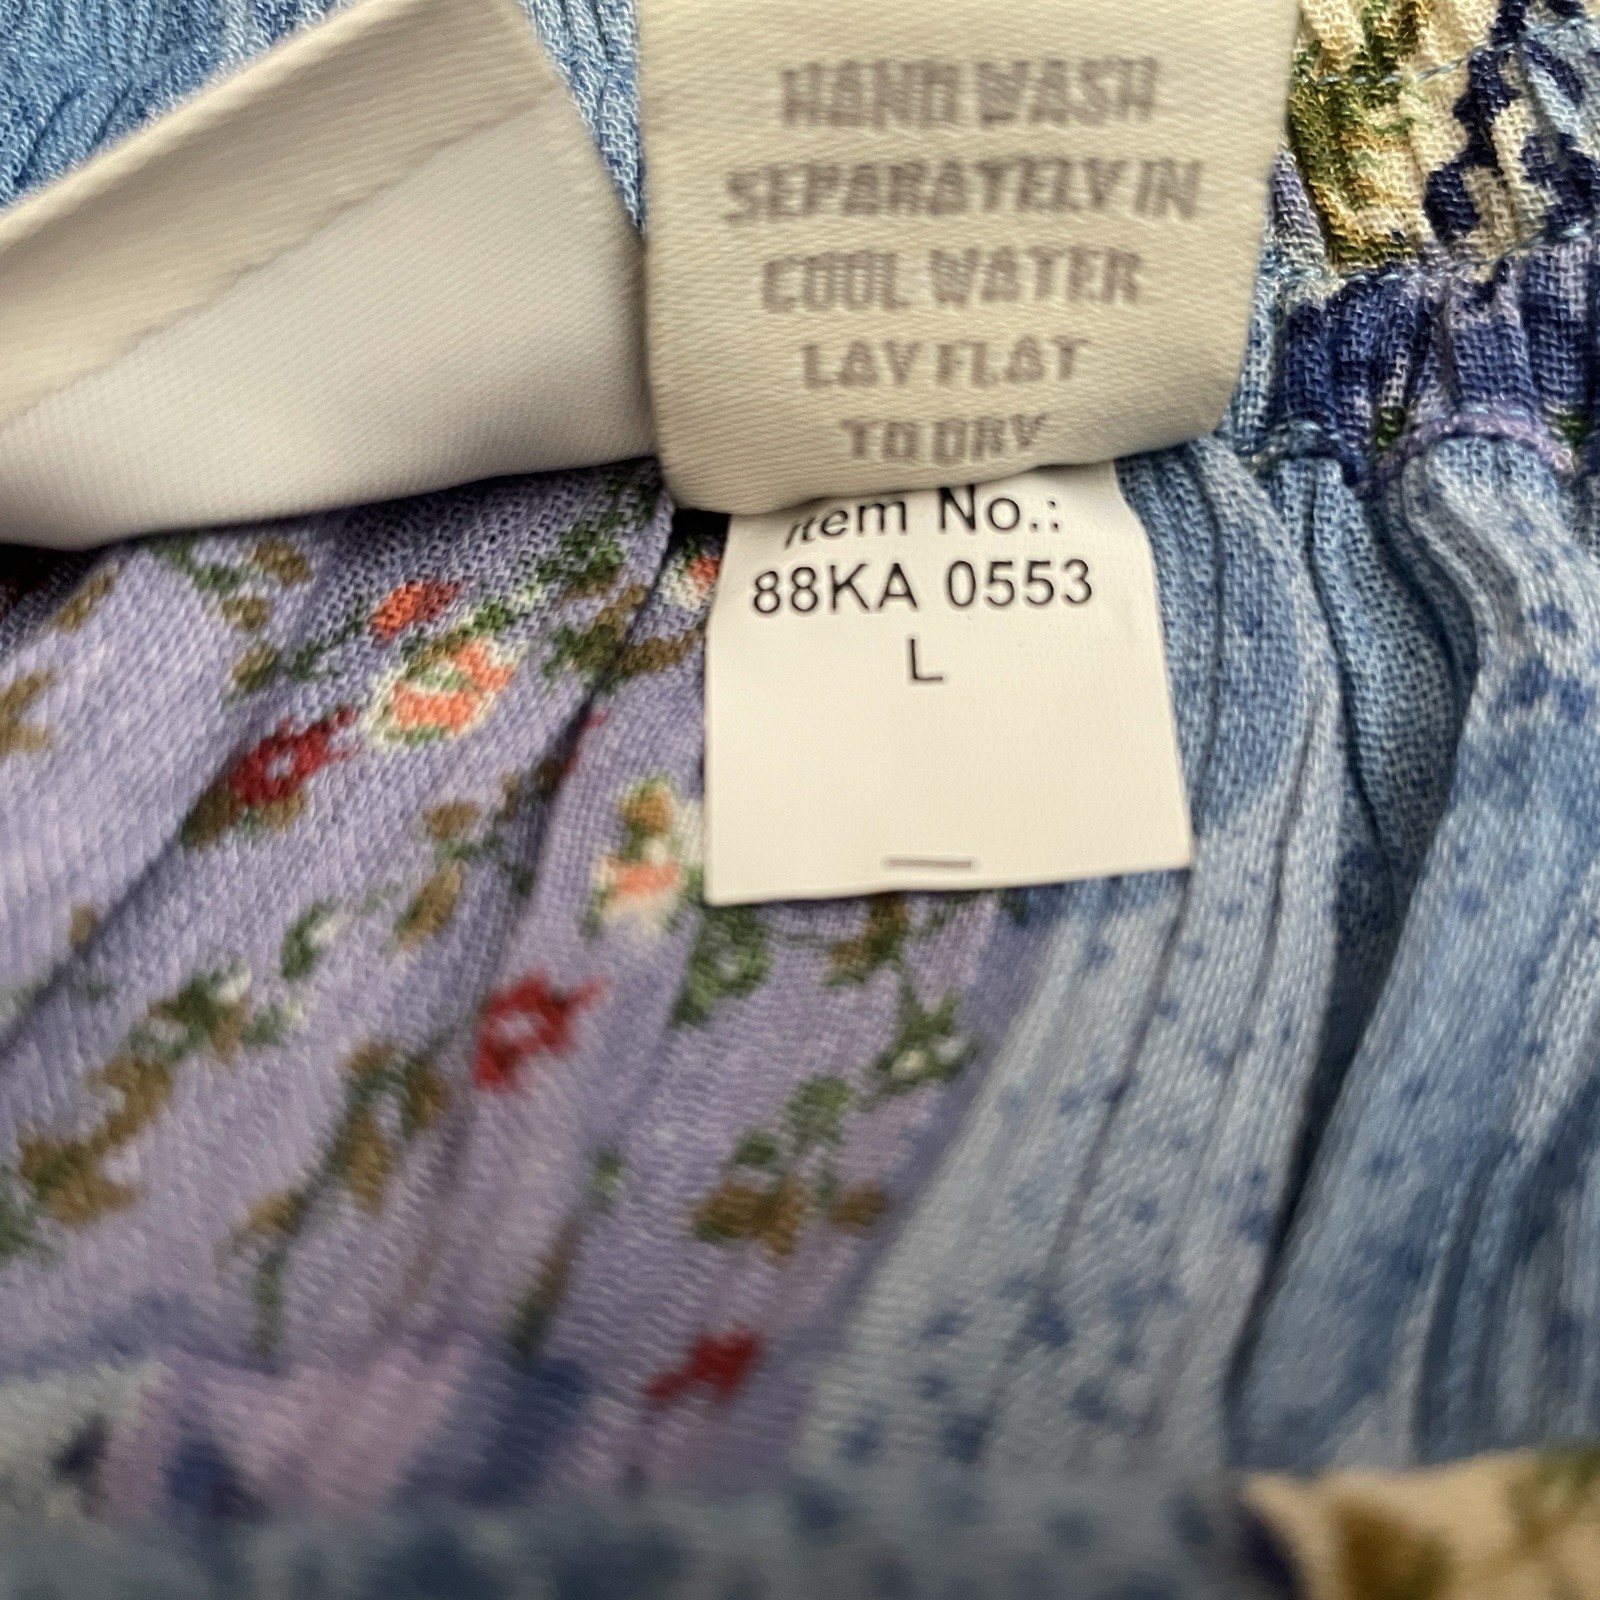 HAND WASH
SEPARATELY IN
COOL WATER
LAY FLAT
TO DRY
Item No.:
88KA 0553
L